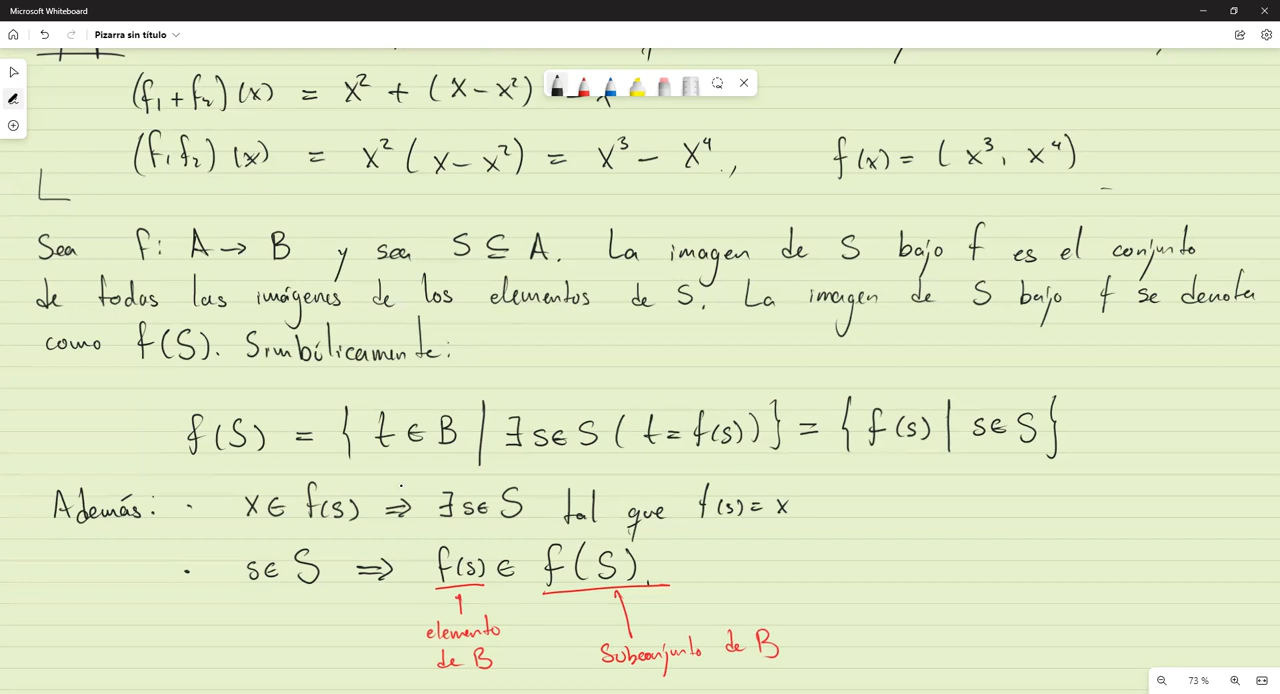 Microsoft Whiteboard
Pizarra sin título
(f₁+f₂)(x) = x² + (x-x²) = x
(f₁f₂)(x) = x²(x-x²) = x³ - x⁴., f(x) = (x³, x⁴)
Sea f: A → B y sea S ⊆ A. La imagen de S bajo f es el conjunto
de todas las imágenes de los elementos de S. La imagen de S bajo f se denota
como f(S). Simbólicamente:
f(S) = { t ∈ B | ∃ s∈S (t = f(s)) } = { f(s) | s∈S }
Además: · x ∈ f(S) ⇒ ∃ s∈S tal que f(s) = x
· s∈S ⇒ f(s) ∈ f(S).
elemento
de B
Subconjunto de B
73 %